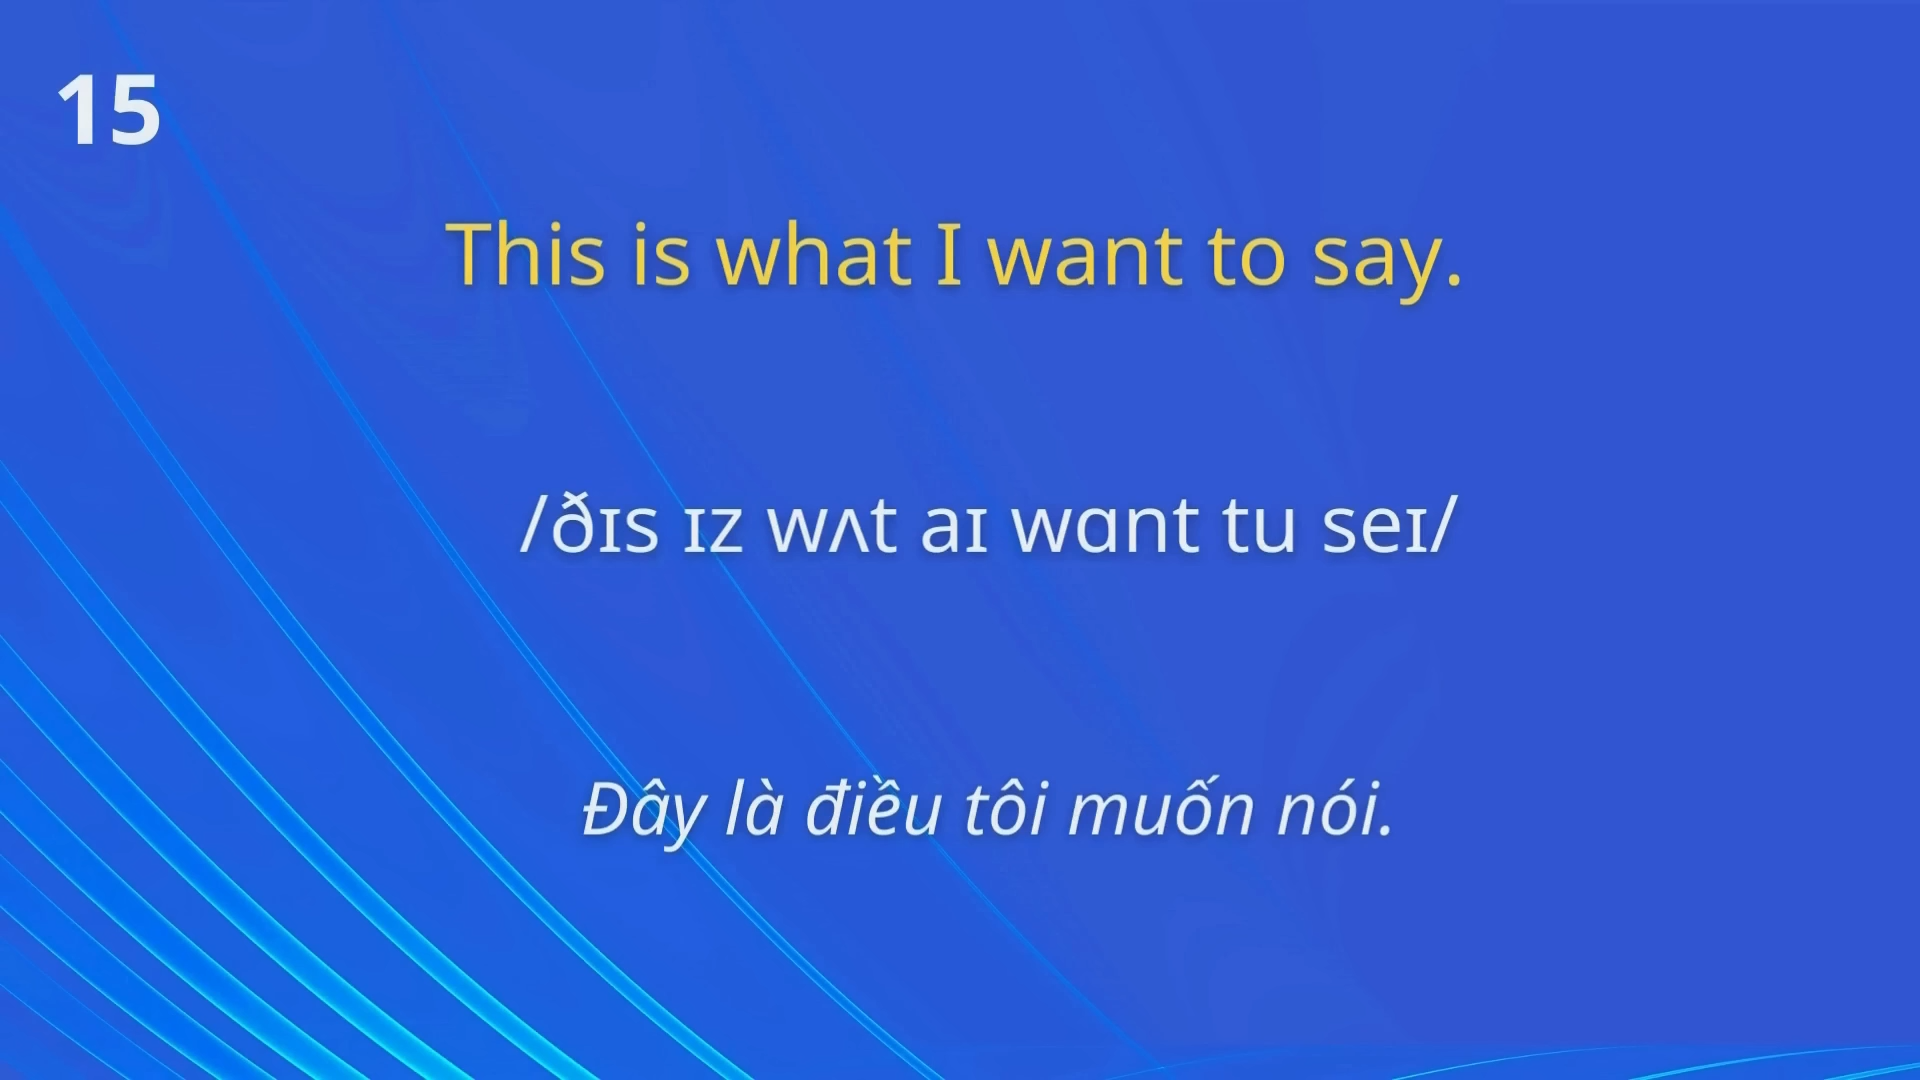 15
This is what I want to say.
/ðɪs ɪz wʌt aɪ wɑnt tu seɪ/
Đây là điều tôi muốn nói.